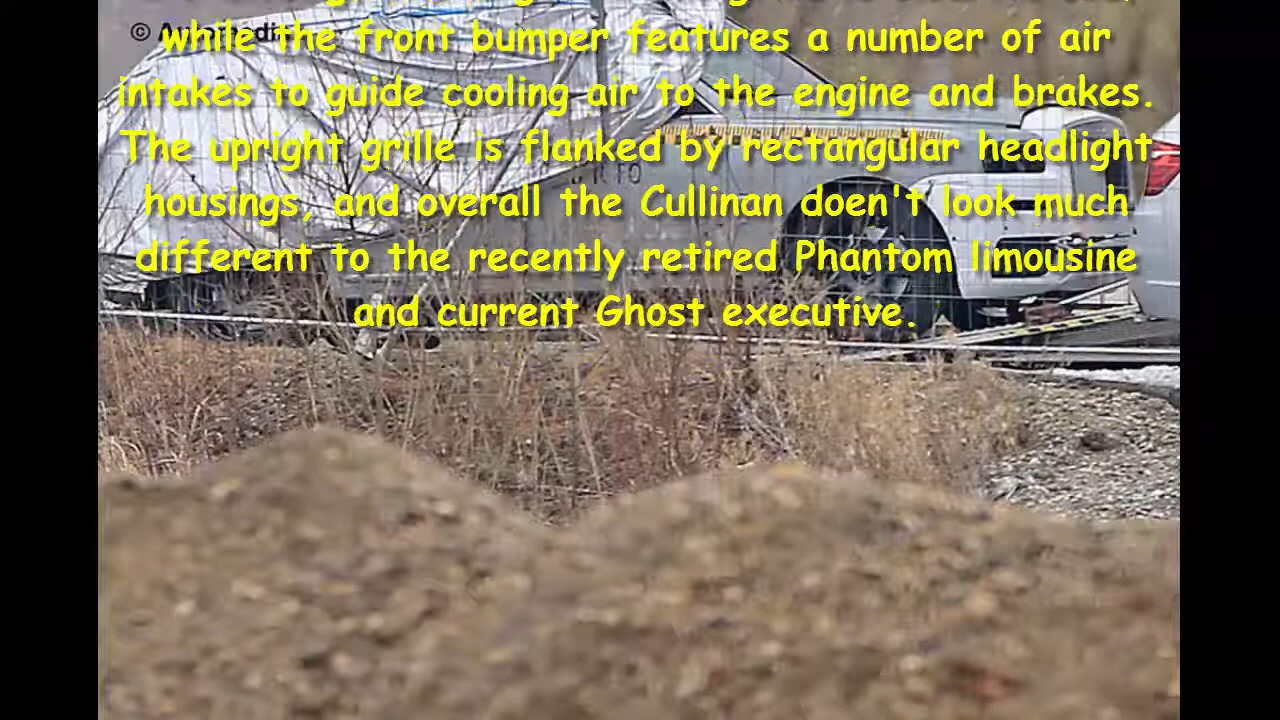 while the front bumper features a number of air
intakes to guide cooling air to the engine and brakes.
The upright grille is flanked by rectangular headlight
housings, and overall the Cullinan doen't look much
different to the recently retired Phantom limousine
and current Ghost executive.